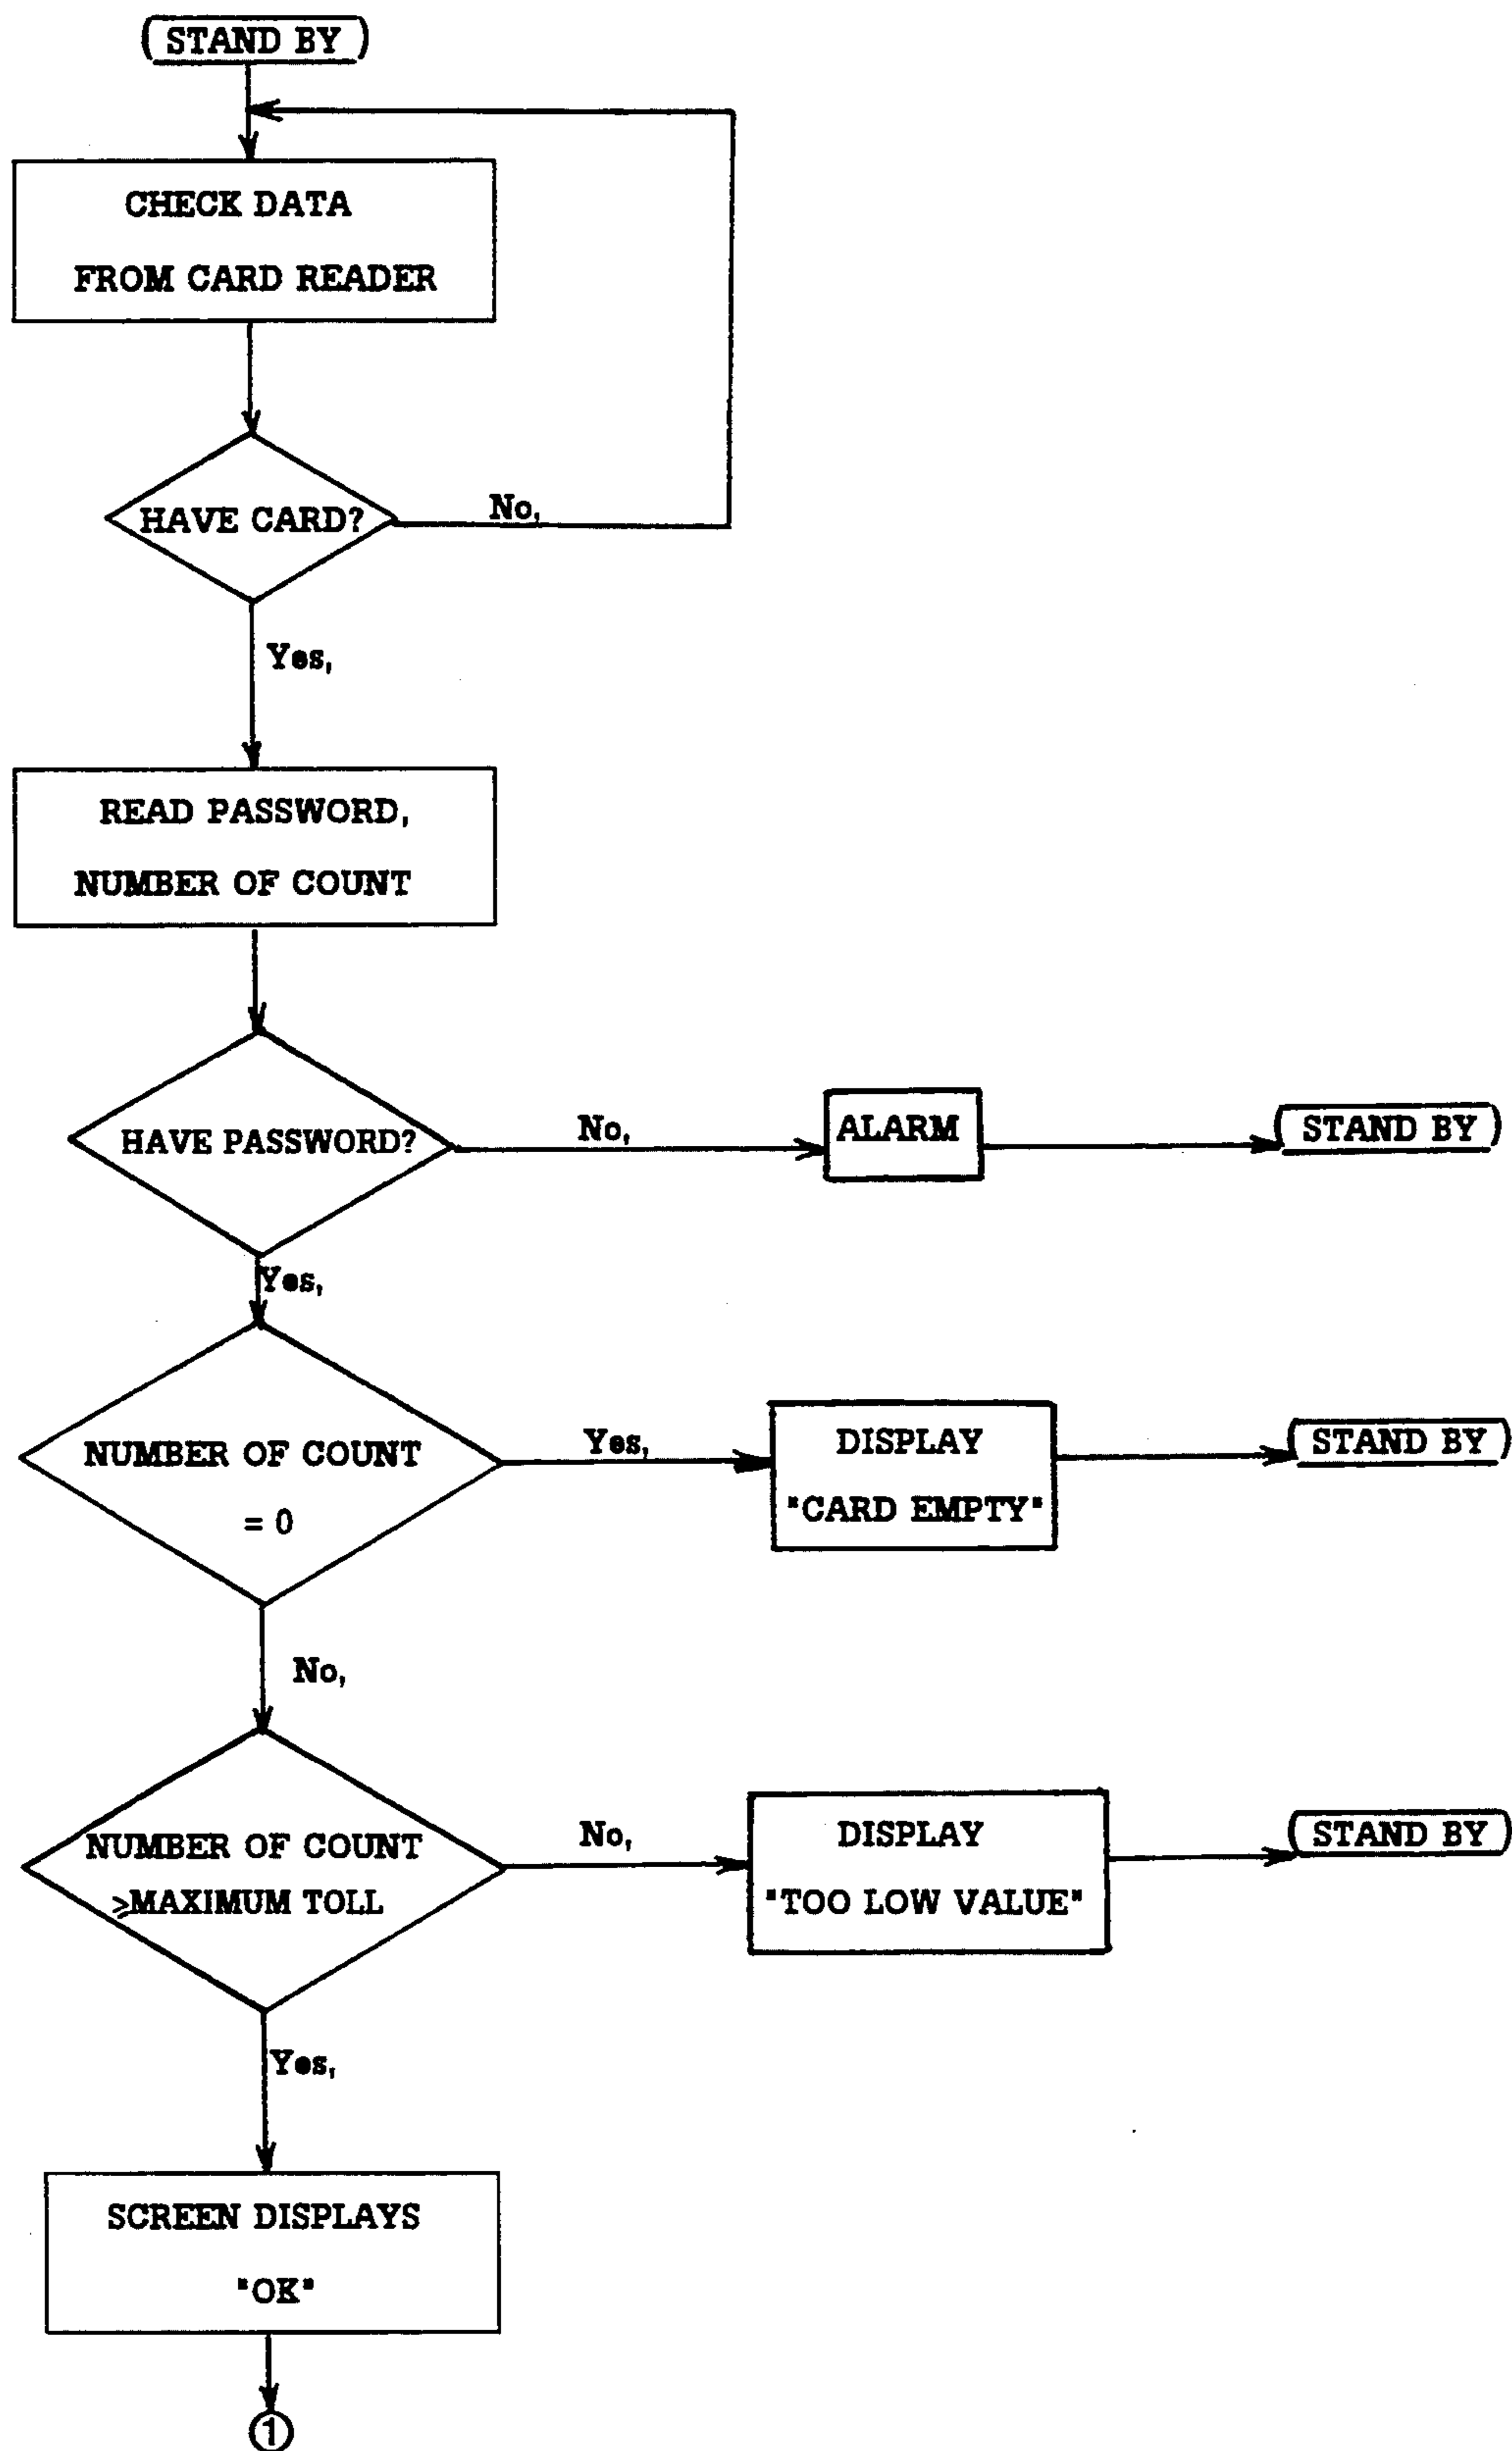 STAND BY
CHECK DATA
FROM CARD READER
HAVE CARD?
No,
Yes,
READ PASSWORD,
NUMBER OF COUNT
HAVE PASSWORD?
No,
ALARM
STAND BY
Yes,
NUMBER OF COUNT
= 0
Yes,
DISPLAY
"CARD EMPTY"
STAND BY
No,
NUMBER OF COUNT
≥MAXIMUM TOLL
No,
DISPLAY
"TOO LOW VALUE"
STAND BY
Yes,
SCREEN DISPLAYS
"OK"
1